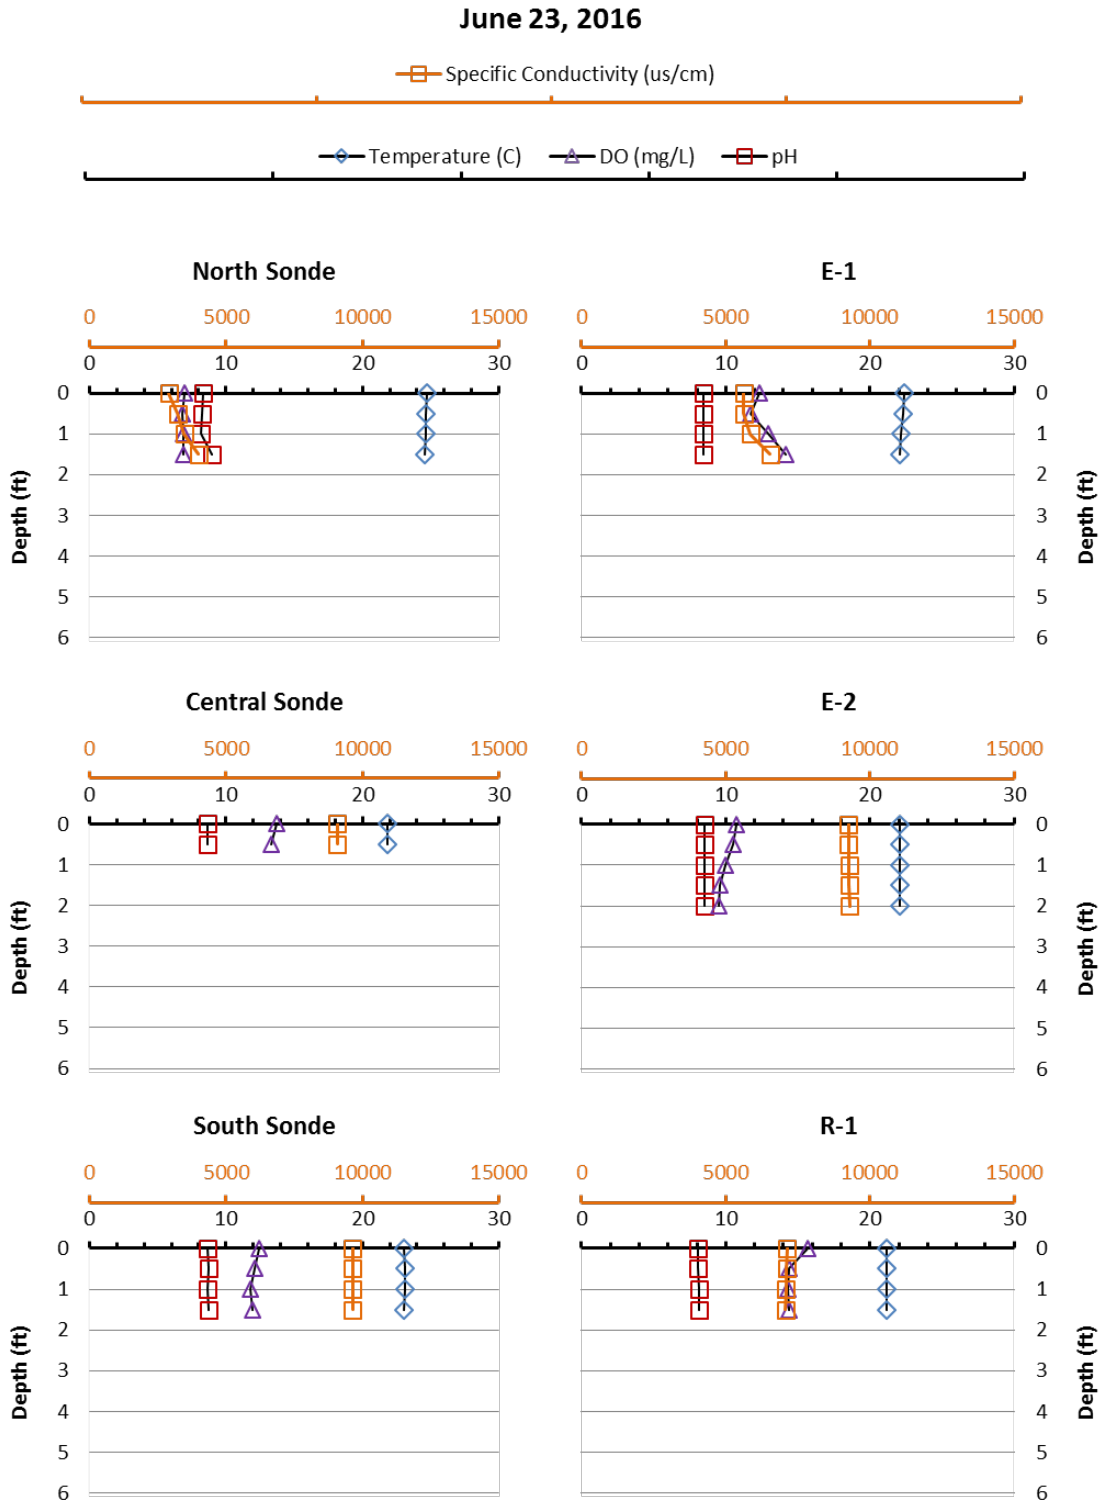 June 23, 2016
Specific Conductivity (us/cm)
Temperature (C) DO (mg/L) pH
North Sonde
0 5000 10000 15000
0 10 20 30
0
1
2
3
4
5
6
Depth (ft)
E-1
0 5000 10000 15000
0 10 20 30
0
1
2
3
4
5
6
Depth (ft)
Central Sonde
0 5000 10000 15000
0 10 20 30
0
1
2
3
4
5
6
Depth (ft)
E-2
0 5000 10000 15000
0 10 20 30
0
1
2
3
4
5
6
Depth (ft)
South Sonde
0 5000 10000 15000
0 10 20 30
0
1
2
3
4
5
6
Depth (ft)
R-1
0 5000 10000 15000
0 10 20 30
0
1
2
3
4
5
6
Depth (ft)